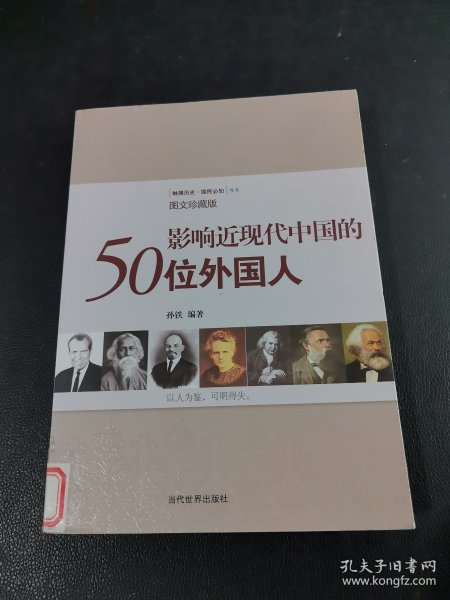 触摸历史·国民必知
图文珍藏版
影响近现代中国的
50位外国人
孙铁 编著
以人为鉴，可明得失。
当代世界出版社
孔夫子旧书网
www.kongfz.com